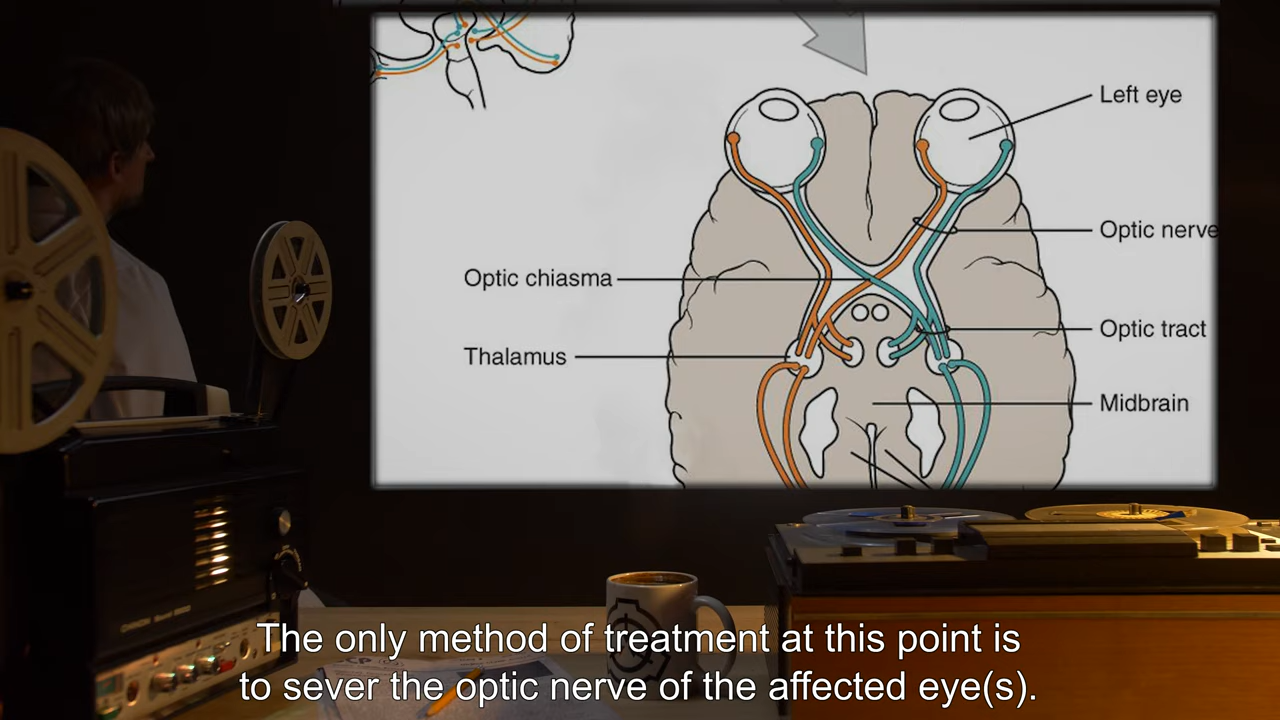 Left eye
Optic nerve
Optic chiasma
Optic tract
Thalamus
Midbrain
The only method of treatment at this point is
to sever the optic nerve of the affected eye(s).